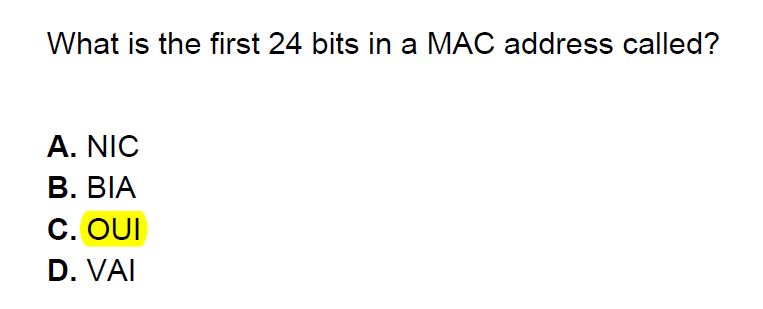 What is the first 24 bits in a MAC address called?
A. NIC
B. BIA
C. OUI
D. VAI